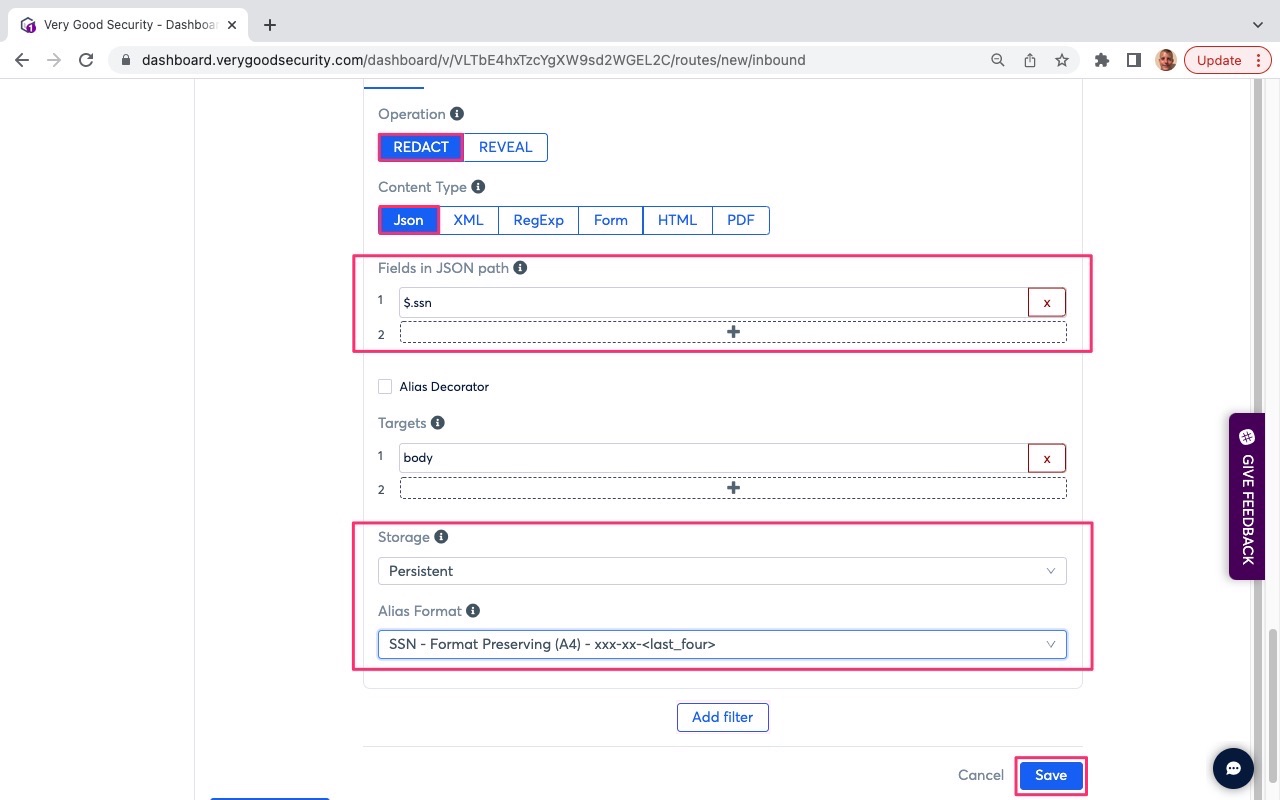 Very Good Security - Dashboa
dashboard.verygoodsecurity.com/dashboard/v/VLTbE4hxTzcYgXW9sd2WGEL2C/routes/new/inbound
Update
Operation
REDACT REVEAL
Content Type
Json XML RegExp Form HTML PDF
Fields in JSON path
1 $.ssn x
2 +
Alias Decorator
Targets
1 body x
2 +
Storage
Persistent
Alias Format
SSN - Format Preserving (A4) - xxx-xx-<last_four>
Add filter
Cancel Save
GIVE FEEDBACK